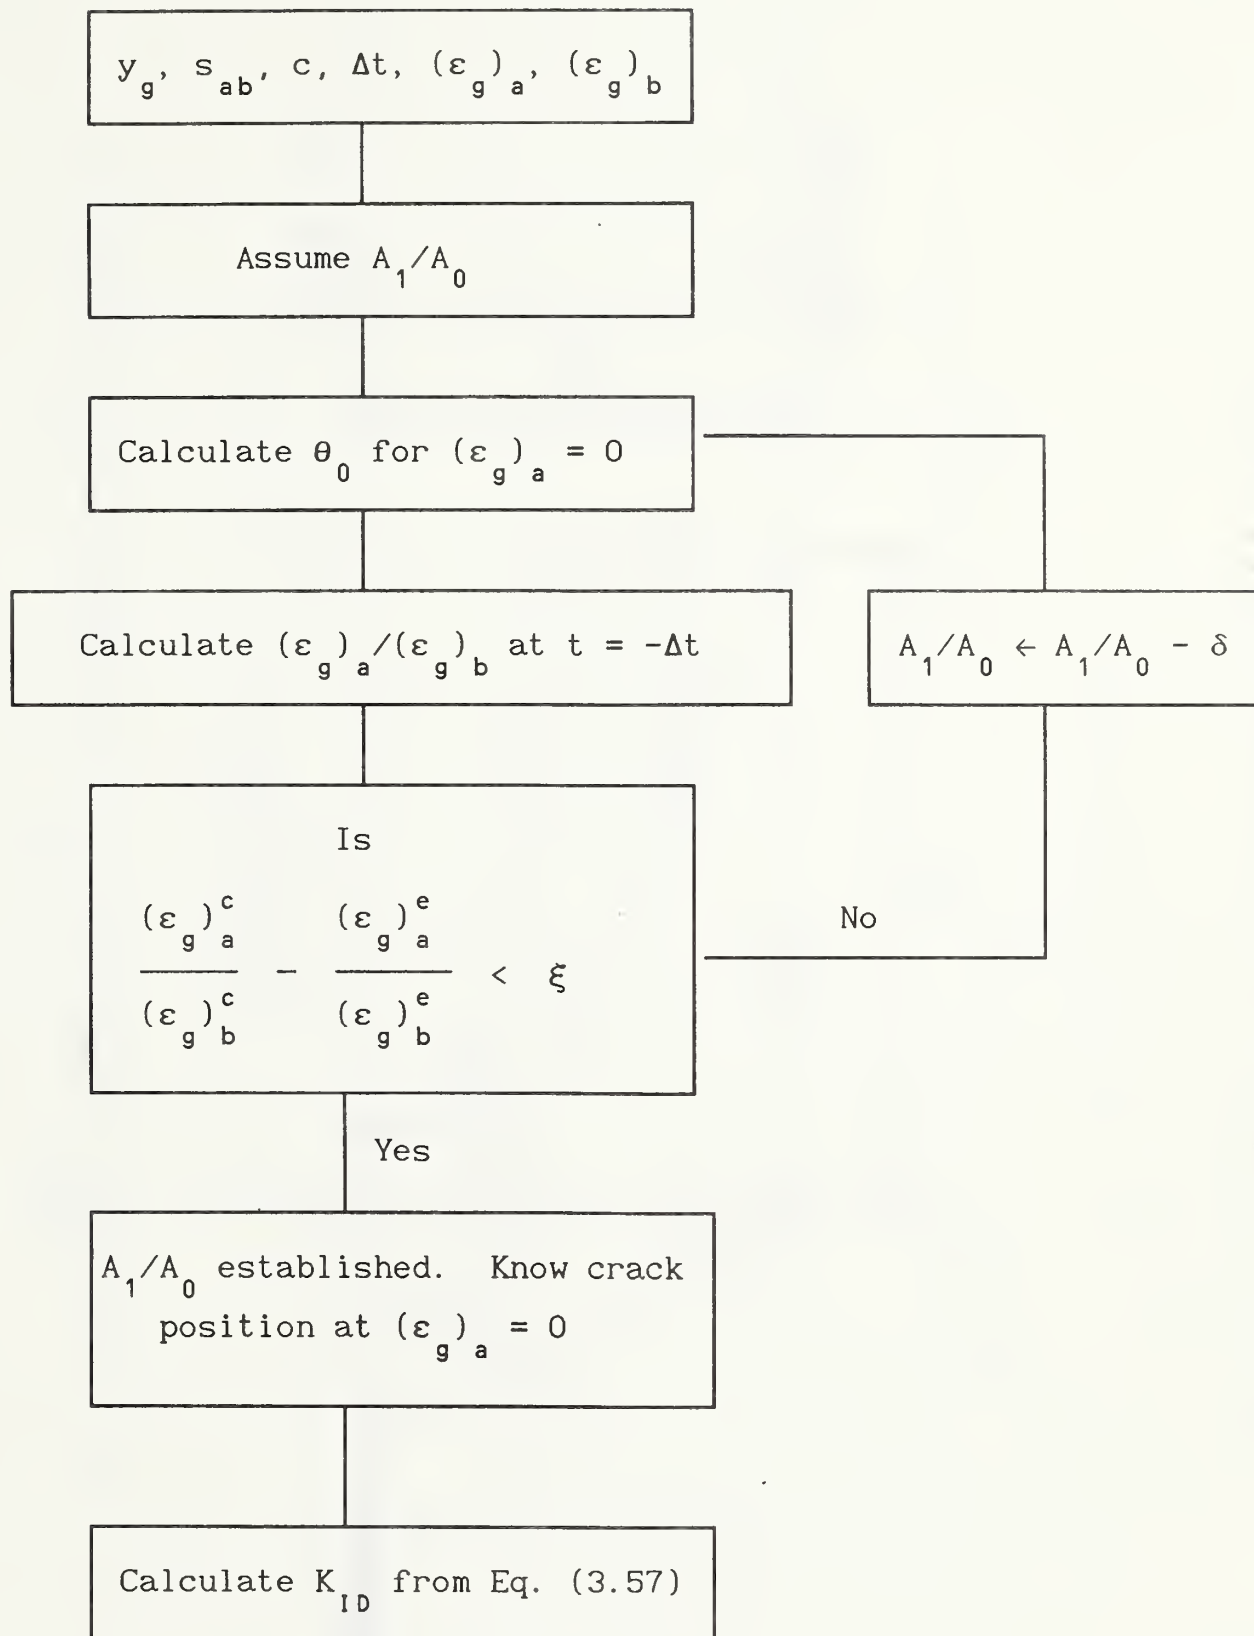 y_g, s_ab, c, Δt, (ε_g)_a, (ε_g)_b
Assume A_1/A_0
Calculate θ_0 for (ε_g)_a = 0
Calculate (ε_g)_a/(ε_g)_b at t = -Δt
A_1/A_0 ← A_1/A_0 - δ
Is
(ε_g)_a^c / (ε_g)_b^c - (ε_g)_a^e / (ε_g)_b^e < ξ
No
Yes
A_1/A_0 established. Know crack
position at (ε_g)_a = 0
Calculate K_ID from Eq. (3.57)